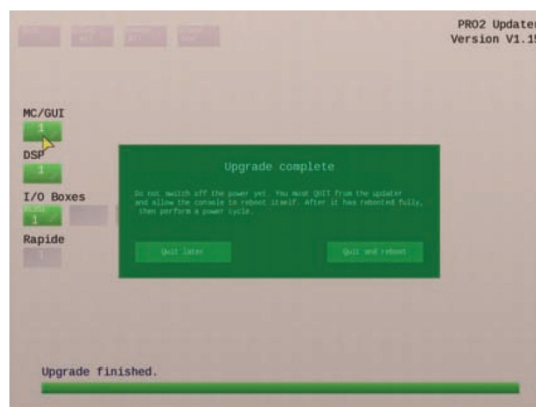 PRO2 Updater
Version V1.15
MC/GUI
1
DSP
1
I/O Boxes
1
Rapide
1
Upgrade complete
Do not switch off the power yet. You must QUIT from the updater
and allow the console to reboot itself. After it has rebooted fully,
then perform a power cycle.
Quit later
Quit and reboot
Upgrade finished.